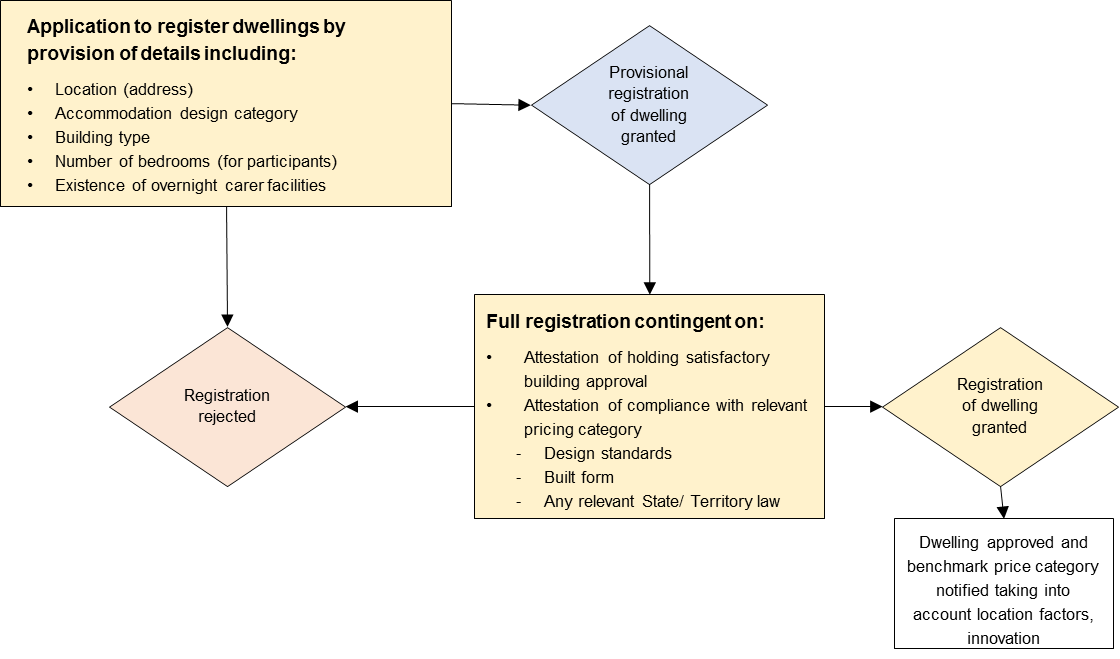 Application to register dwellings by
provision of details including:
• Location (address)
• Accommodation design category
• Building type
• Number of bedrooms (for participants)
• Existence of overnight carer facilities
Provisional
registration
of dwelling
granted
Full registration contingent on:
• Attestation of holding satisfactory
building approval
• Attestation of compliance with relevant
pricing category
- Design standards
- Built form
- Any relevant State/ Territory law
Registration
rejected
Registration
of dwelling
granted
Dwelling approved and
benchmark price category
notified taking into
account location factors,
innovation